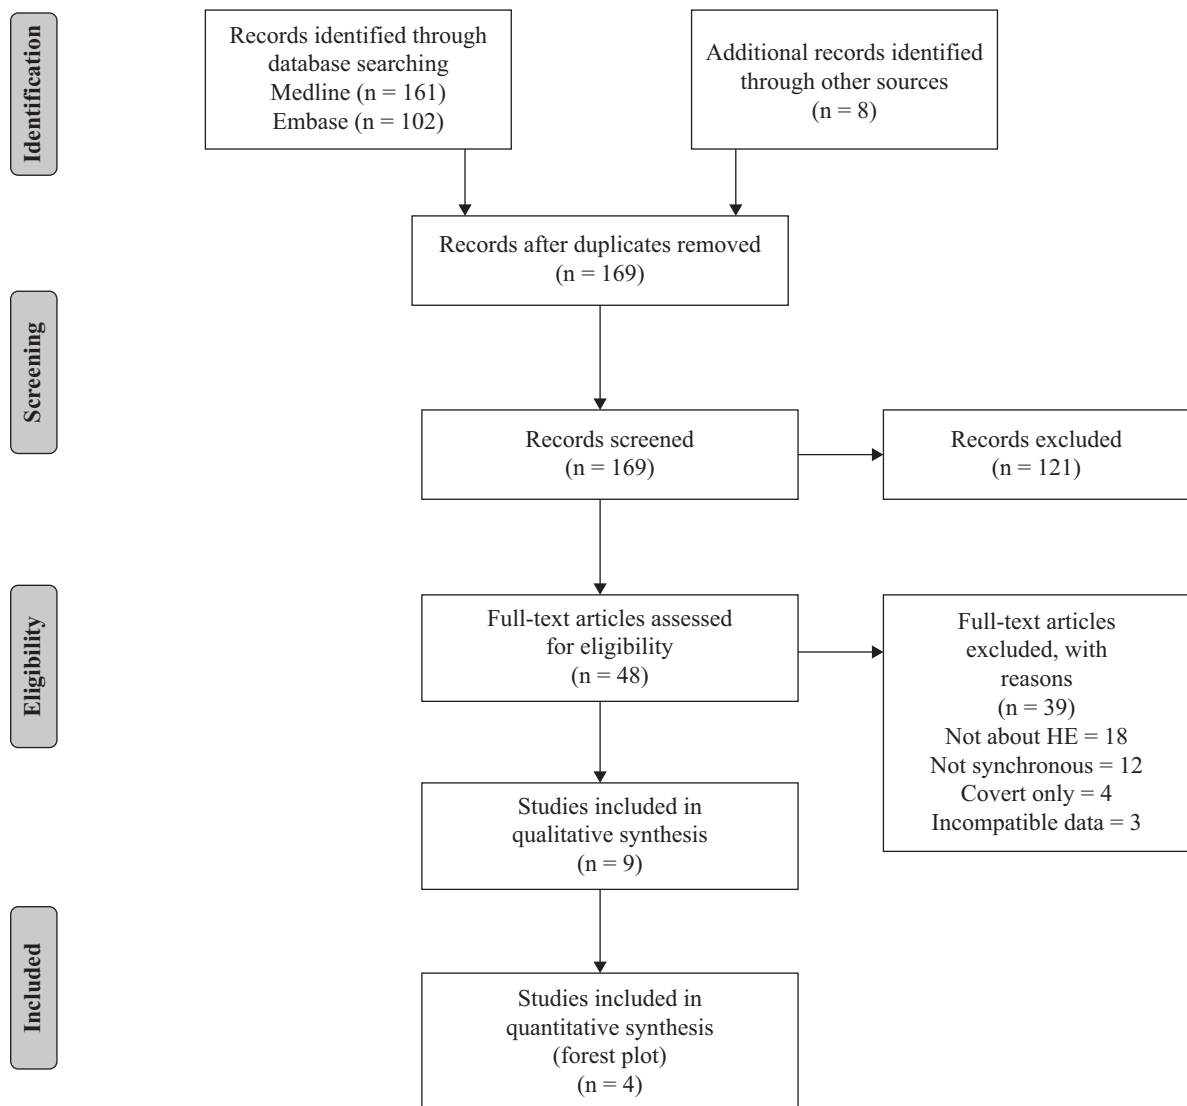 Identification
Records identified through
database searching
Medline (n = 161)
Embase (n = 102)
Additional records identified
through other sources
(n = 8)
Records after duplicates removed
(n = 169)
Screening
Records screened
(n = 169)
Records excluded
(n = 121)
Eligibility
Full-text articles assessed
for eligibility
(n = 48)
Full-text articles
excluded, with
reasons
(n = 39)
Not about HE = 18
Not synchronous = 12
Covert only = 4
Incompatible data = 3
Studies included in
qualitative synthesis
(n = 9)
Included
Studies included in
quantitative synthesis
(forest plot)
(n = 4)